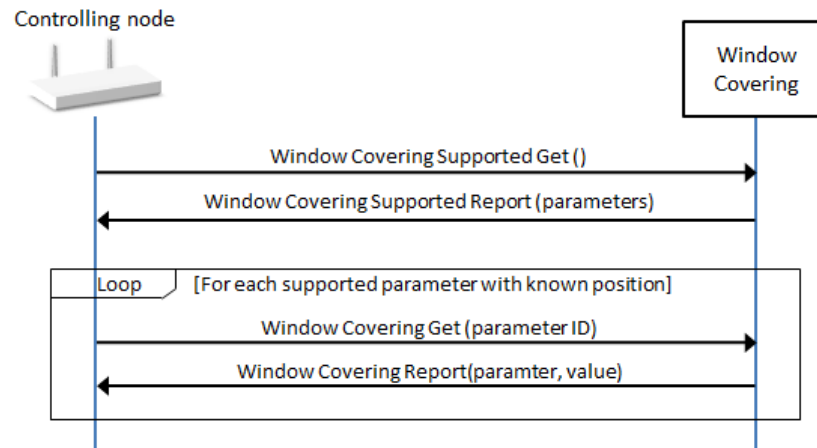 Controlling node
Window
Covering
Window Covering Supported Get ()
Window Covering Supported Report (parameters)
Loop
[For each supported parameter with known position]
Window Covering Get (parameter ID)
Window Covering Report(paramter, value)